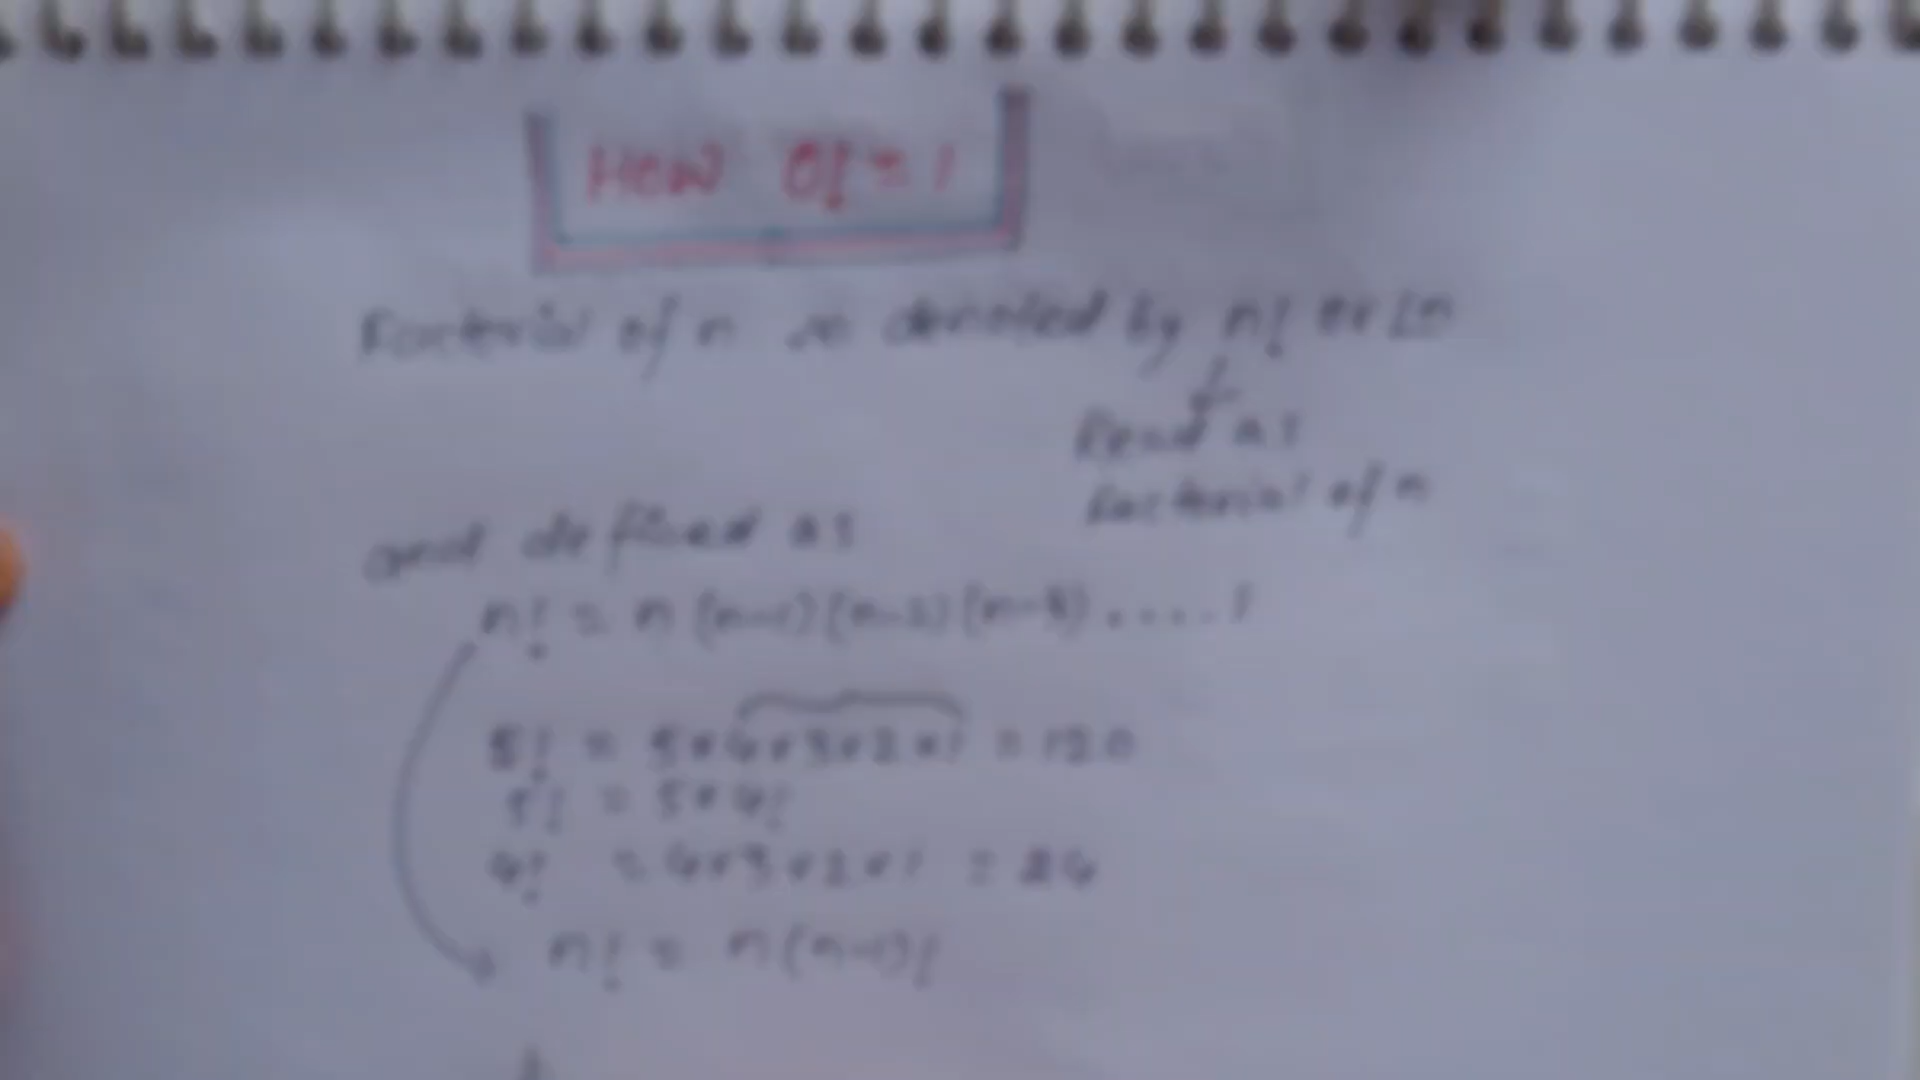 HOW 0! = 1
Factorial of n is denoted by n! or ⌊n
Read as
factorial of n
and defined as
n! = n (n-1) (n-2) (n-3) .... 1
5! = 5×4×3×2×1 = 120
5! = 5×4!
4! = 4×3×2×1 = 24
n! = n (n-1)!